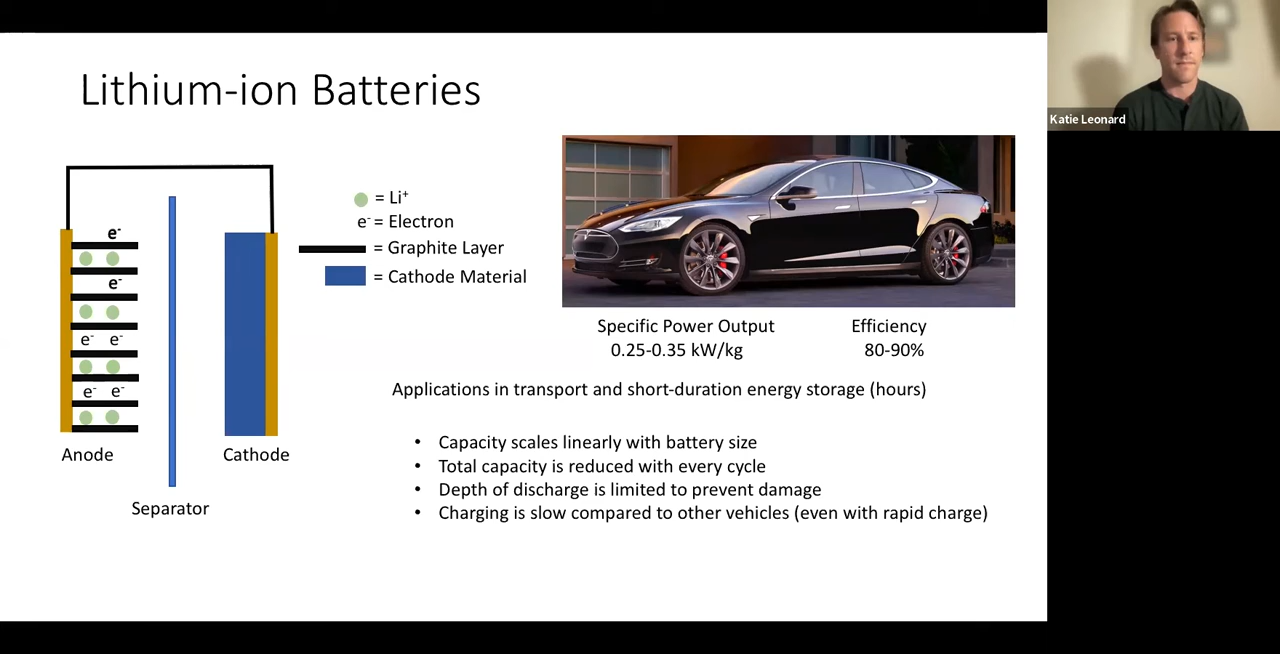 Lithium-ion Batteries
Katie Leonard
= Li⁺
e⁻ = Electron
= Graphite Layer
= Cathode Material
e⁻
e⁻
e⁻ e⁻
e⁻ e⁻
Anode
Cathode
Separator
Specific Power Output
0.25-0.35 kW/kg
Efficiency
80-90%
Applications in transport and short-duration energy storage (hours)
• Capacity scales linearly with battery size
• Total capacity is reduced with every cycle
• Depth of discharge is limited to prevent damage
• Charging is slow compared to other vehicles (even with rapid charge)